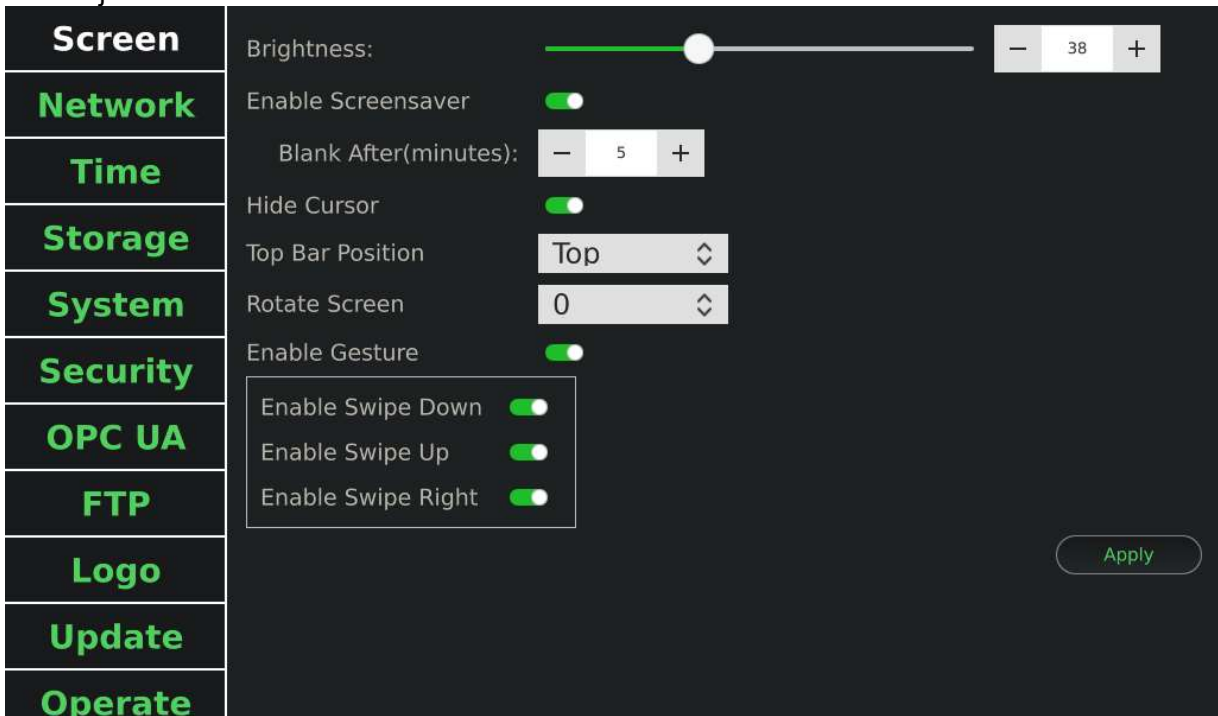 Screen
Network
Time
Storage
System
Security
OPC UA
FTP
Logo
Update
Operate
Brightness: − 38 +
Enable Screensaver
Blank After(minutes): − 5 +
Hide Cursor
Top Bar Position Top
Rotate Screen 0
Enable Gesture
Enable Swipe Down
Enable Swipe Up
Enable Swipe Right
Apply